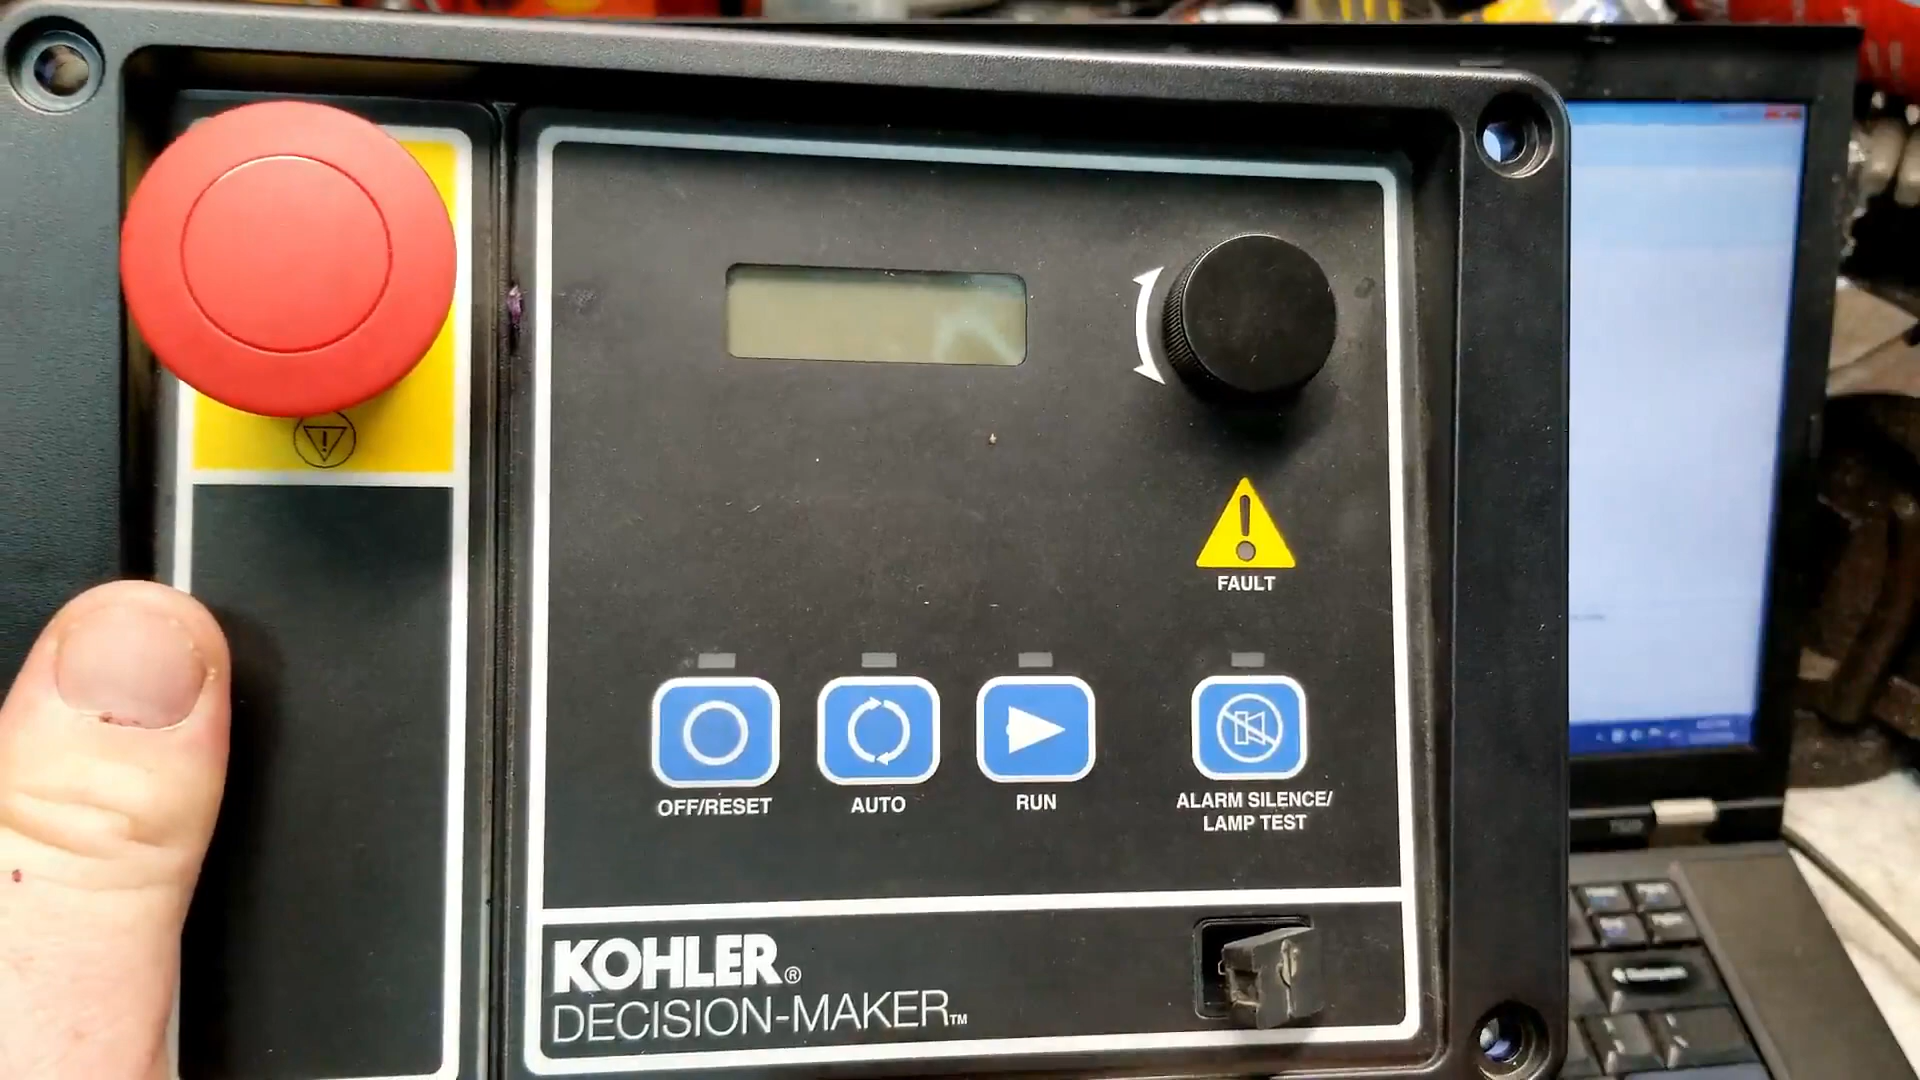 FAULT
OFF/RESET
AUTO
RUN
ALARM SILENCE/
LAMP TEST
KOHLER®
DECISION-MAKER™